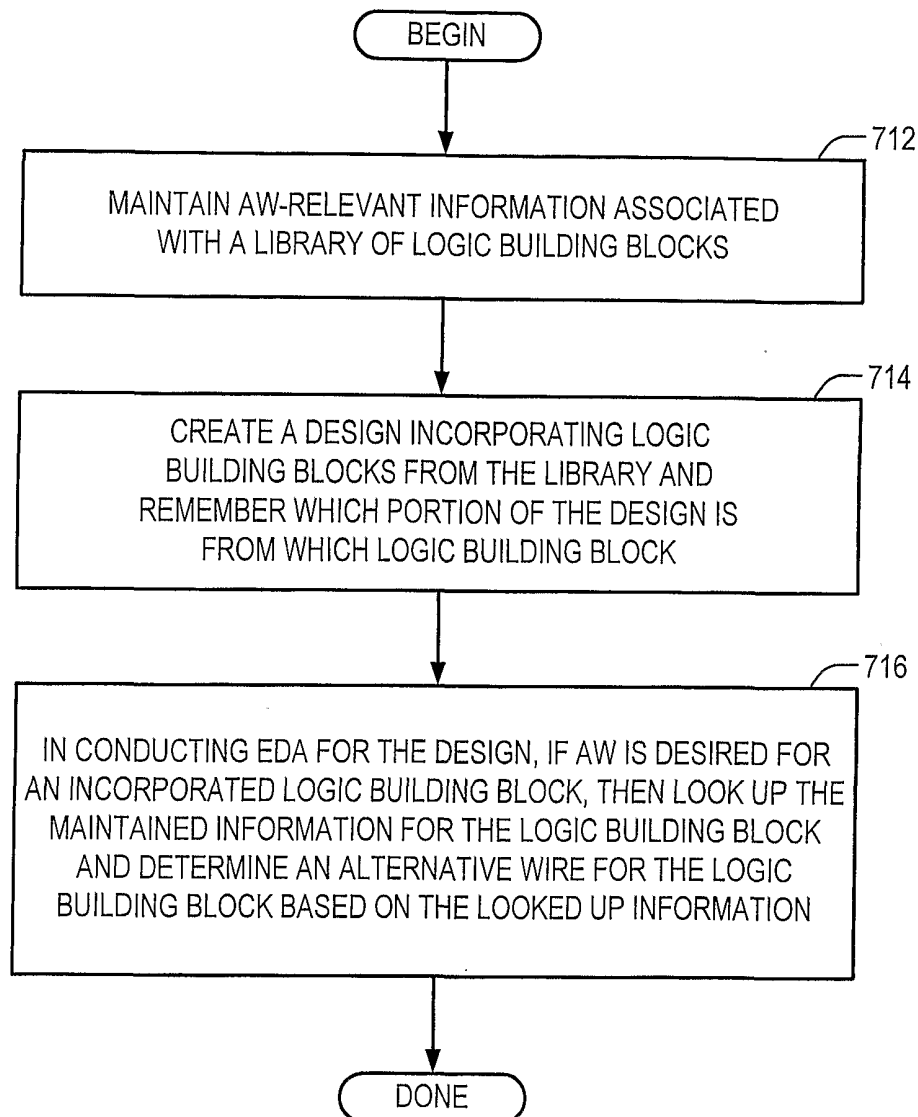 BEGIN
712
MAINTAIN AW-RELEVANT INFORMATION ASSOCIATED
WITH A LIBRARY OF LOGIC BUILDING BLOCKS
714
CREATE A DESIGN INCORPORATING LOGIC
BUILDING BLOCKS FROM THE LIBRARY AND
REMEMBER WHICH PORTION OF THE DESIGN IS
FROM WHICH LOGIC BUILDING BLOCK
716
IN CONDUCTING EDA FOR THE DESIGN, IF AW IS DESIRED FOR
AN INCORPORATED LOGIC BUILDING BLOCK, THEN LOOK UP THE
MAINTAINED INFORMATION FOR THE LOGIC BUILDING BLOCK
AND DETERMINE AN ALTERNATIVE WIRE FOR THE LOGIC
BUILDING BLOCK BASED ON THE LOOKED UP INFORMATION
DONE